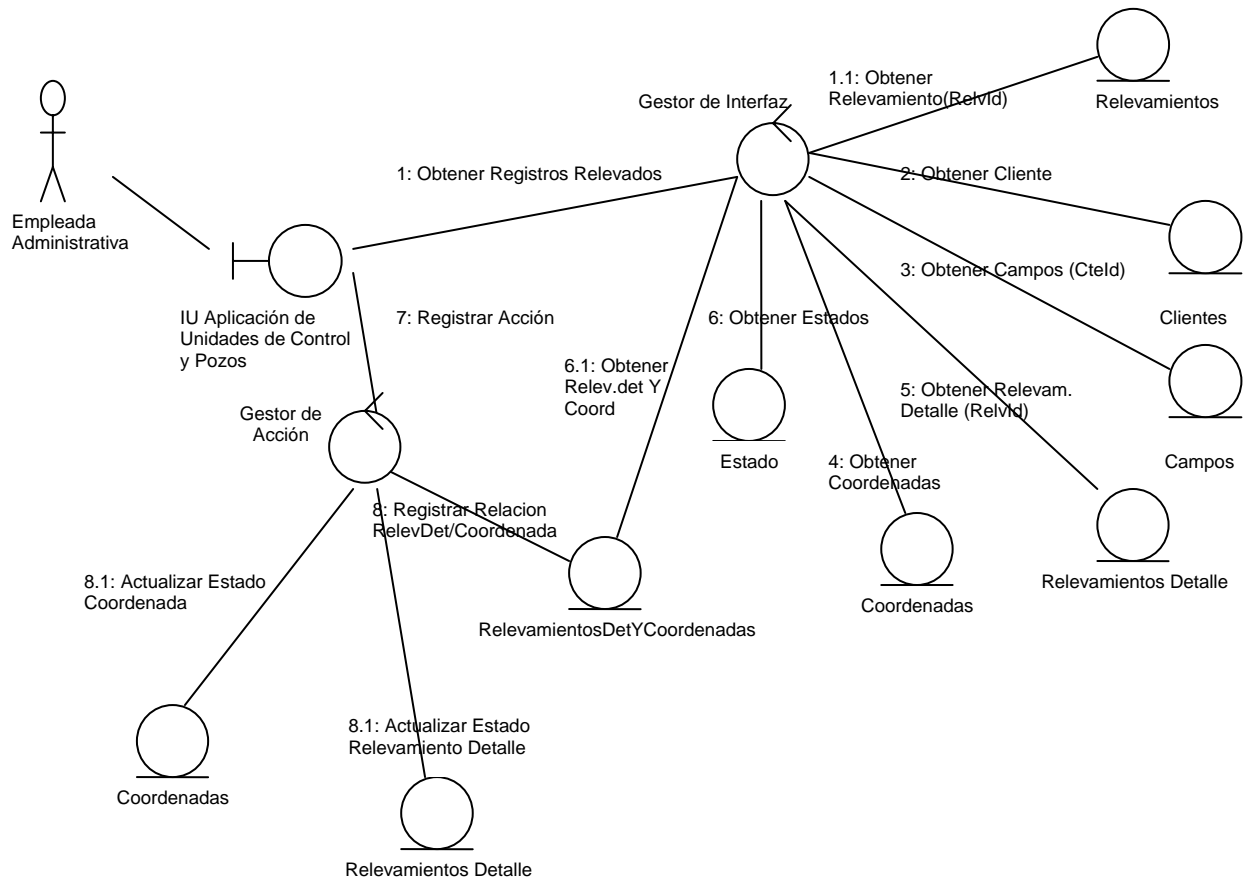 1.1: Obtener
Relevamiento(RelvId)
Gestor de Interfaz
Relevamientos
1: Obtener Registros Relevados
2: Obtener Cliente
Empleada
Administrativa
3: Obtener Campos (CteId)
IU Aplicación de
Unidades de Control
y Pozos
7: Registrar Acción
6: Obtener Estados
Clientes
6.1: Obtener
Relev.det Y
Coord
5: Obtener Relevam.
Detalle (RelvId)
Gestor de
Acción
Estado
4: Obtener
Coordenadas
Campos
8: Registrar Relacion
RelevDet/Coordenada
8.1: Actualizar Estado
Coordenada
Relevamientos Detalle
Coordenadas
RelevamientosDetYCoordenadas
8.1: Actualizar Estado
Relevamiento Detalle
Coordenadas
Relevamientos Detalle